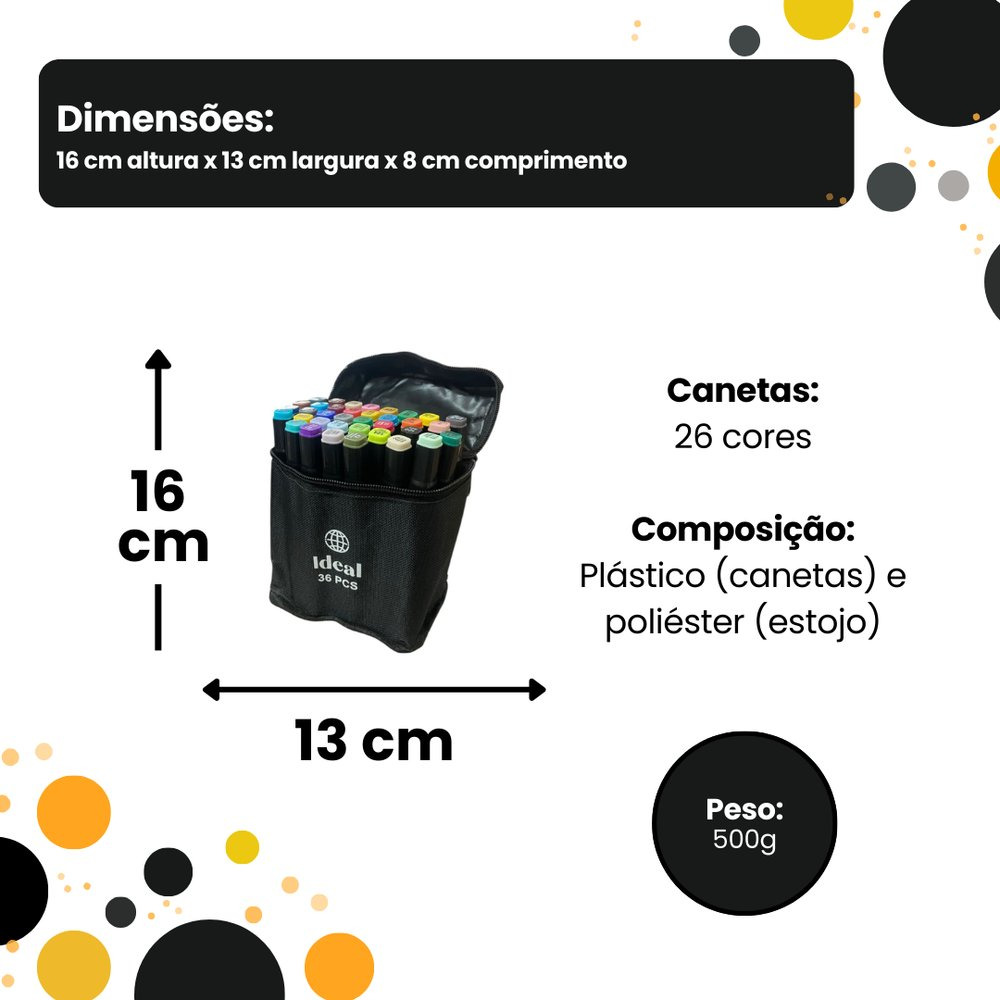 Dimensões:
16 cm altura x 13 cm largura x 8 cm comprimento
16
cm
13 cm
Ideal
36 PCS
Canetas:
26 cores
Composição:
Plástico (canetas) e
poliéster (estojo)
Peso:
500g